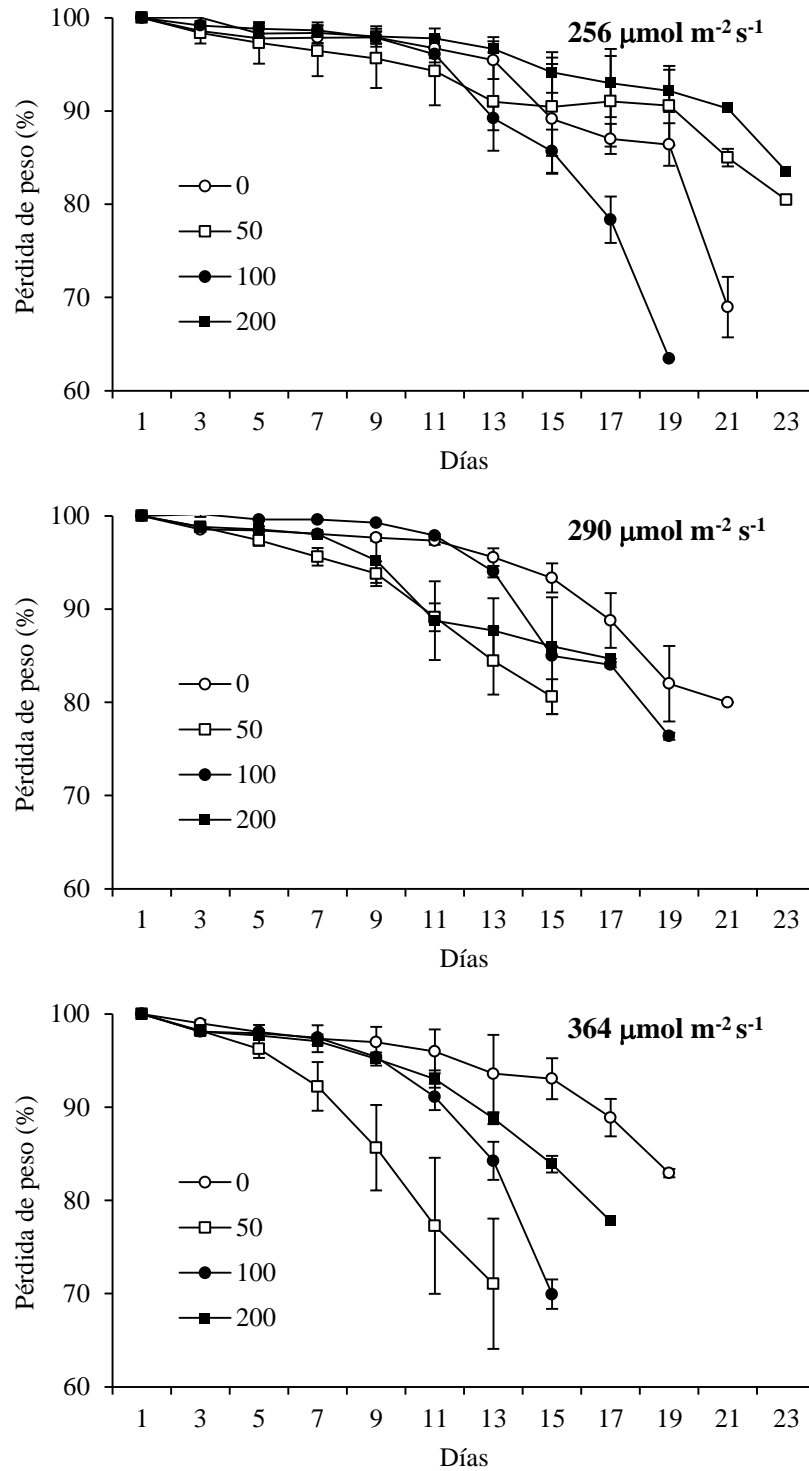 256 μmol m⁻² s⁻¹
Pérdida de peso (%)
100
90
80
70
60
0
50
100
200
1 3 5 7 9 11 13 15 17 19 21 23
Días
290 μmol m⁻² s⁻¹
Pérdida de peso (%)
100
90
80
70
60
0
50
100
200
1 3 5 7 9 11 13 15 17 19 21 23
Días
364 μmol m⁻² s⁻¹
Pérdida de peso (%)
100
90
80
70
60
0
50
100
200
1 3 5 7 9 11 13 15 17 19 21 23
Días